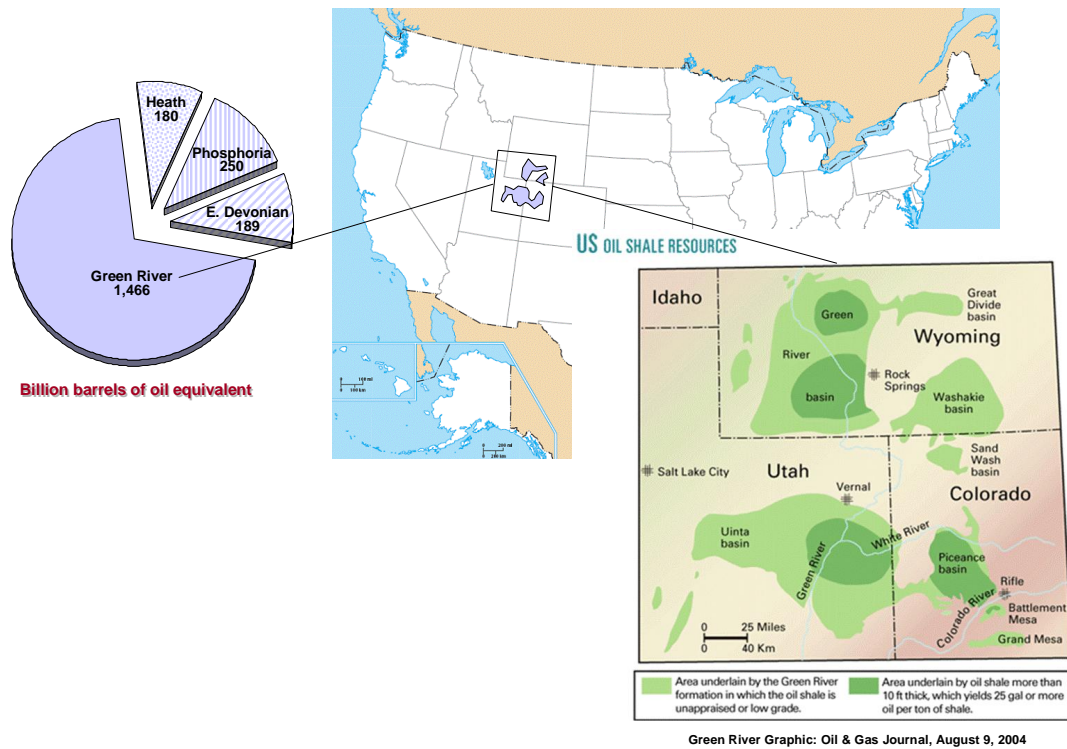 Heath
180
Phosphoria
250
E. Devonian
189
Green River
1,466
Billion barrels of oil equivalent
US OIL SHALE RESOURCES
Idaho
Green
Great
Divide
basin
Wyoming
River
Rock
Springs
basin
Washakie
basin
Sand
Wash
basin
Salt Lake City
Utah
Vernal
Colorado
Uinta
basin
White River
Green River
Piceance
basin
Rifle
Colorado River
Battlement
Mesa
Grand Mesa
0 25 Miles
0 40 Km
Area underlain by the Green River
formation in which the oil shale is
unappraised or low grade.
Area underlain by oil shale more than
10 ft thick, which yields 25 gal or more
oil per ton of shale.
Green River Graphic: Oil & Gas Journal, August 9, 2004